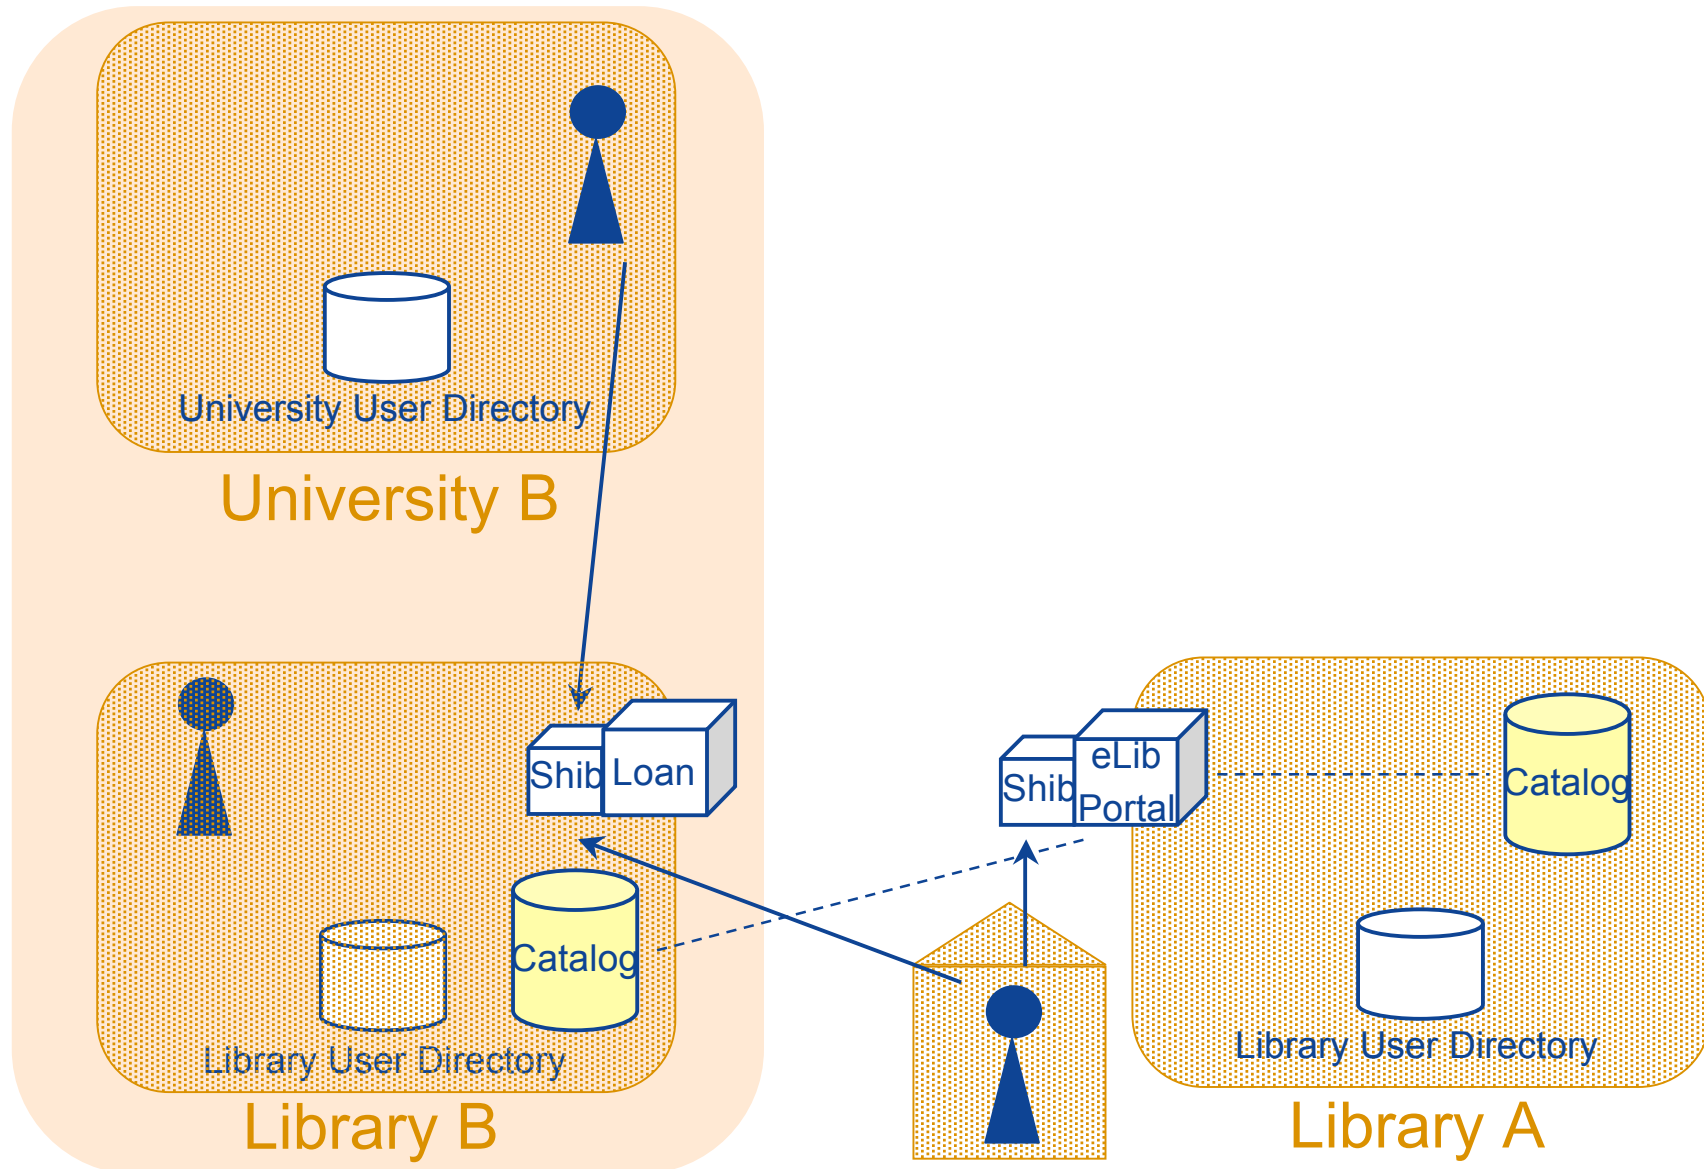 University User Directory
University B
Shib
Loan
Catalog
Library User Directory
Library B
Shib
eLib
Portal
Catalog
Library User Directory
Library A